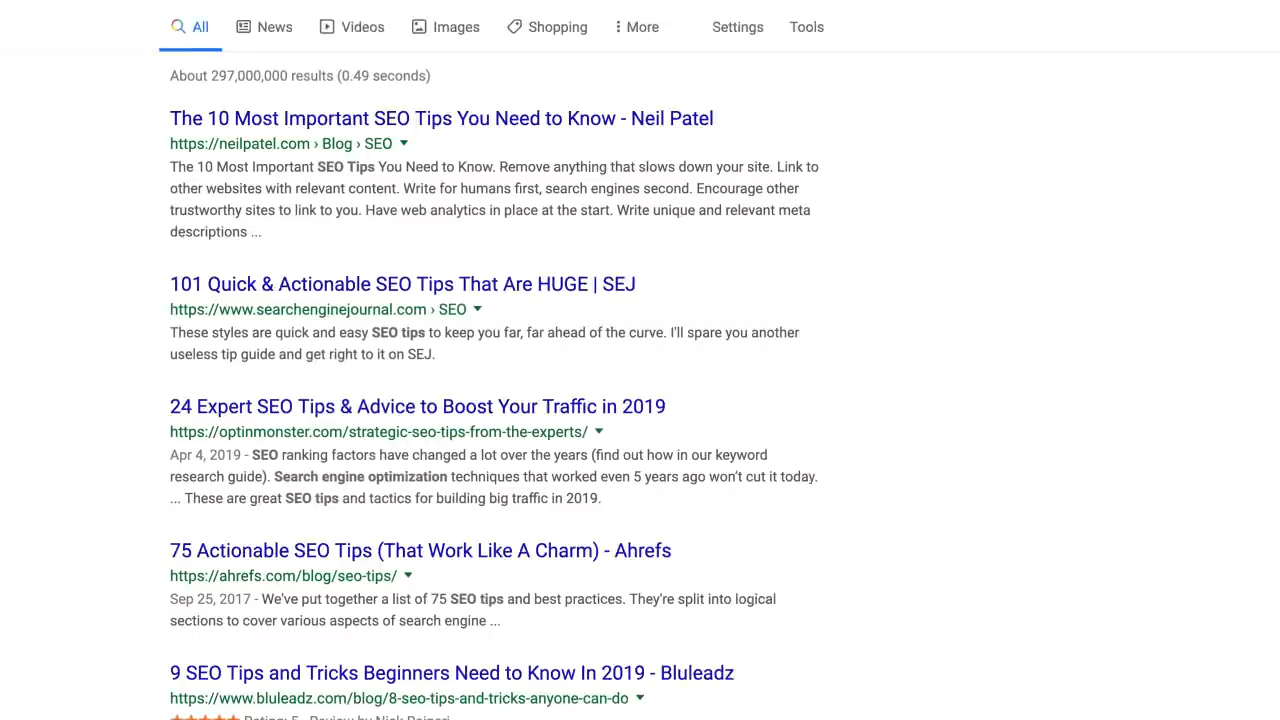 All News Videos Images Shopping More Settings Tools
About 297,000,000 results (0.49 seconds)
The 10 Most Important SEO Tips You Need to Know - Neil Patel
https://neilpatel.com › Blog › SEO
The 10 Most Important SEO Tips You Need to Know. Remove anything that slows down your site. Link to
other websites with relevant content. Write for humans first, search engines second. Encourage other
trustworthy sites to link to you. Have web analytics in place at the start. Write unique and relevant meta
descriptions ...
101 Quick & Actionable SEO Tips That Are HUGE | SEJ
https://www.searchenginejournal.com › SEO
These styles are quick and easy SEO tips to keep you far, far ahead of the curve. I'll spare you another
useless tip guide and get right to it on SEJ.
24 Expert SEO Tips & Advice to Boost Your Traffic in 2019
https://optinmonster.com/strategic-seo-tips-from-the-experts/
Apr 4, 2019 - SEO ranking factors have changed a lot over the years (find out how in our keyword
research guide). Search engine optimization techniques that worked even 5 years ago won’t cut it today.
... These are great SEO tips and tactics for building big traffic in 2019.
75 Actionable SEO Tips (That Work Like A Charm) - Ahrefs
https://ahrefs.com/blog/seo-tips/
Sep 25, 2017 - We've put together a list of 75 SEO tips and best practices. They're split into logical
sections to cover various aspects of search engine ...
9 SEO Tips and Tricks Beginners Need to Know In 2019 - Bluleadz
https://www.bluleadz.com/blog/8-seo-tips-and-tricks-anyone-can-do
Rating: 5 - Review by Nick